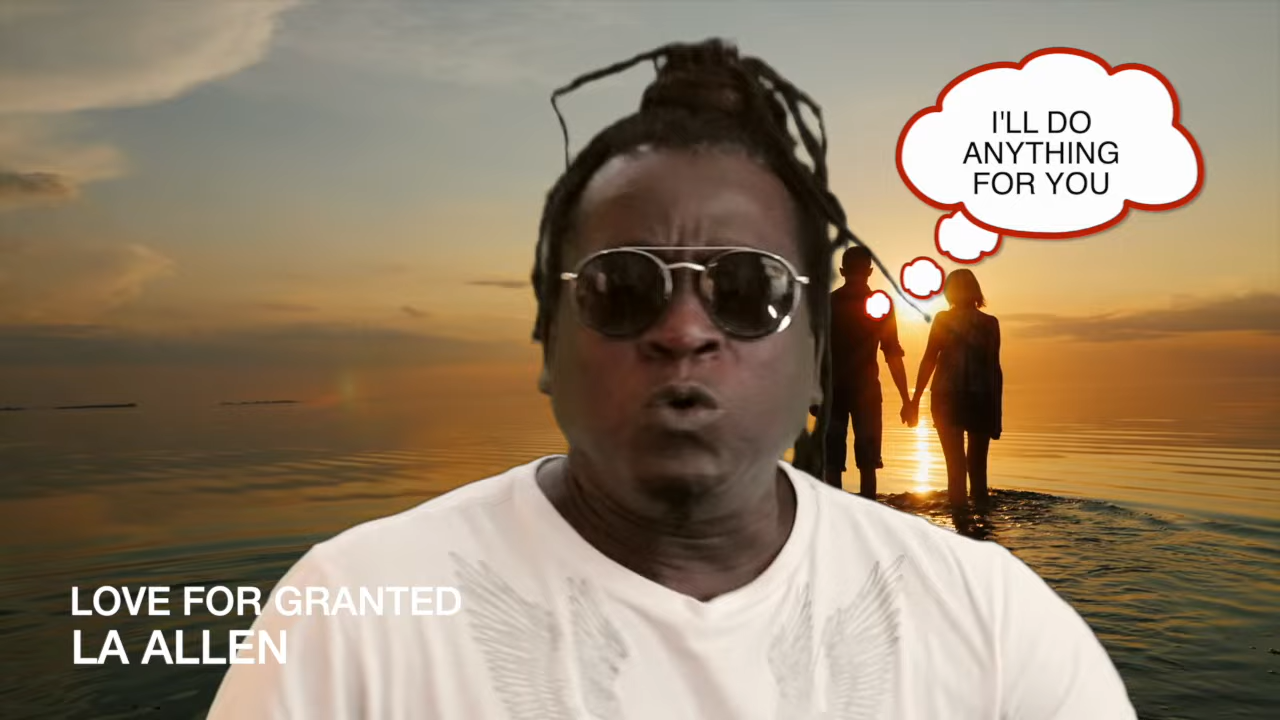 I'LL DO
ANYTHING
FOR YOU
LOVE FOR GRANTED
LA ALLEN